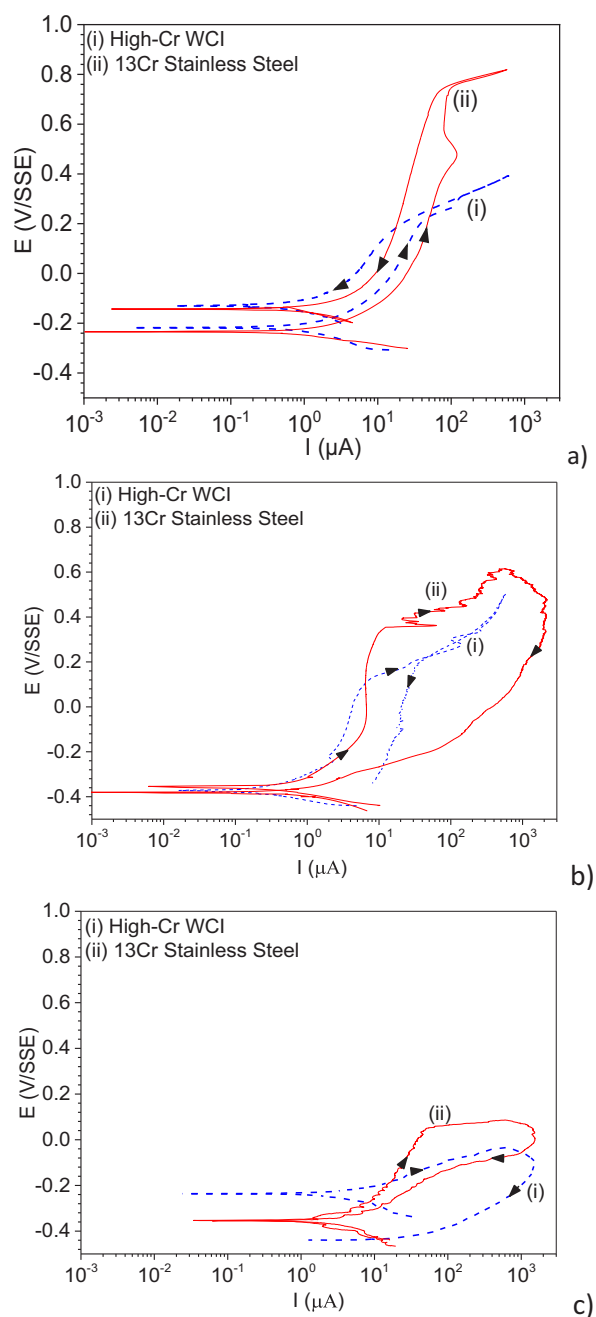 (i) High-Cr WCI
(ii) 13Cr Stainless Steel
(ii)
(i)
E (V/SSE)
0.8
0.6
0.4
0.2
0.0
-0.2
-0.4
10⁻³ 10⁻² 10⁻¹ 10⁰ 10¹ 10² 10³
I (µA)
a)
(i) High-Cr WCI
(ii) 13Cr Stainless Steel
(ii)
(i)
E (V/SSE)
1.0
0.8
0.6
0.4
0.2
0.0
-0.2
-0.4
10⁻³ 10⁻² 10⁻¹ 10⁰ 10¹ 10² 10³
I (µA)
b)
(i) High-Cr WCI
(ii) 13Cr Stainless Steel
(ii)
(i)
E (V/SSE)
1.0
0.8
0.6
0.4
0.2
0.0
-0.2
-0.4
10⁻³ 10⁻² 10⁻¹ 10⁰ 10¹ 10² 10³
I (µA)
c)